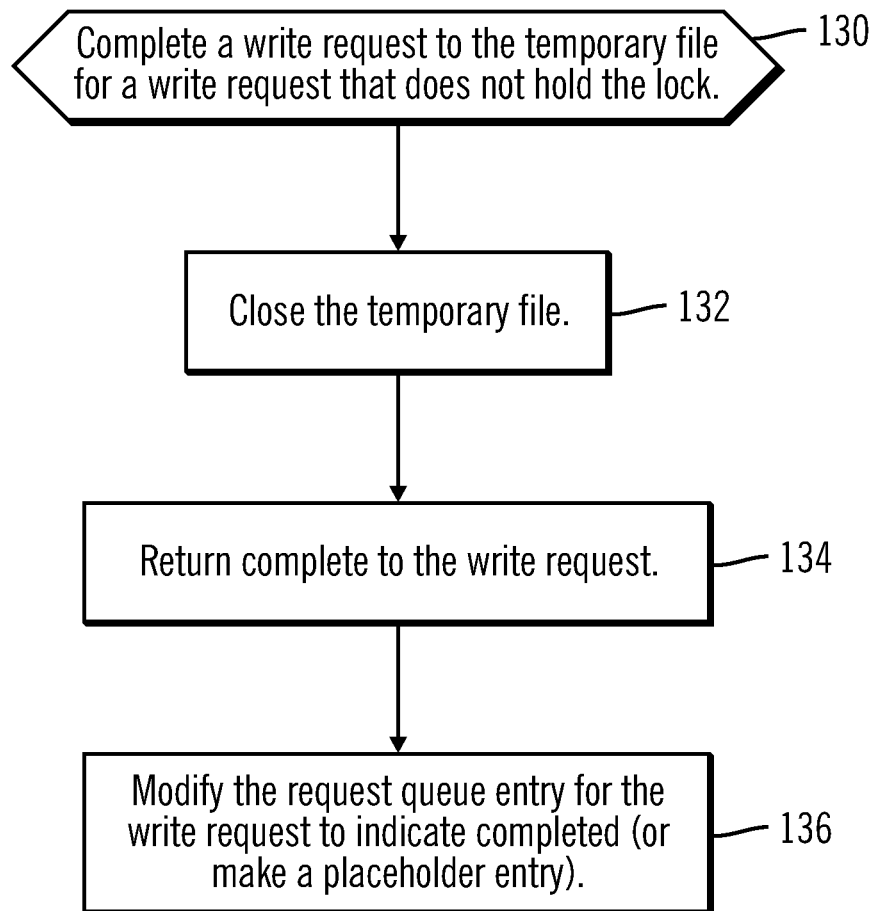 Complete a write request to the temporary file
for a write request that does not hold the lock.
130
Close the temporary file.
132
Return complete to the write request.
134
Modify the request queue entry for the
write request to indicate completed (or
make a placeholder entry).
136